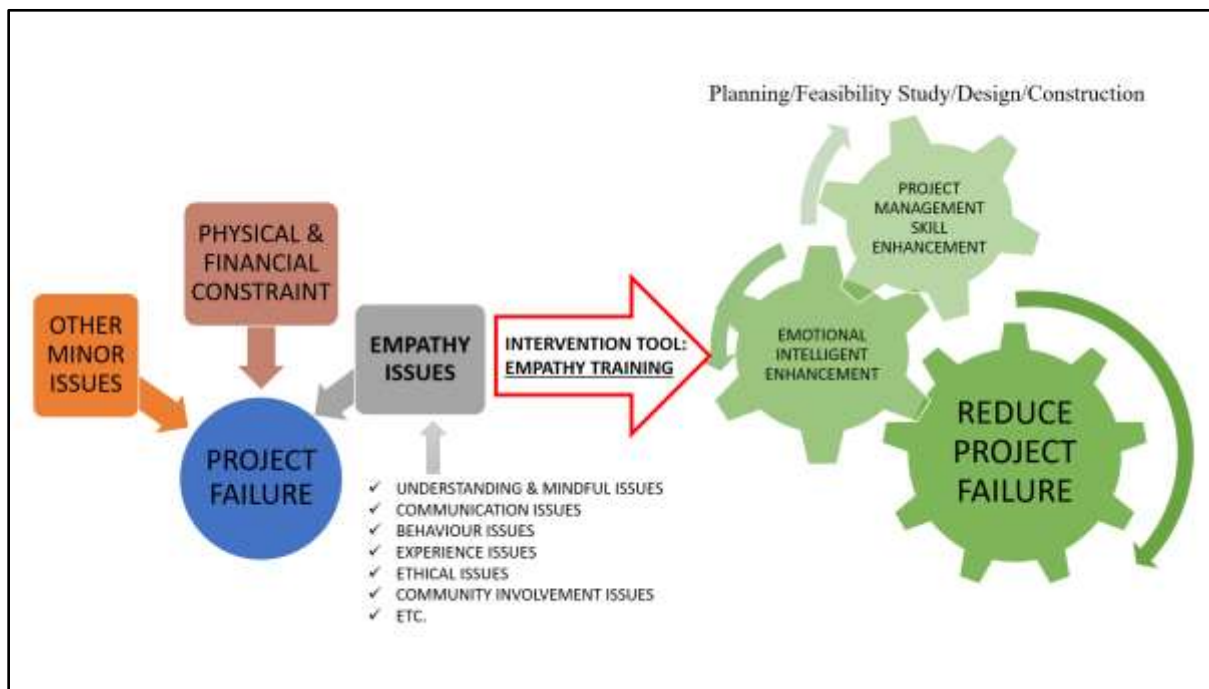 Planning/Feasibility Study/Design/Construction
PROJECT
MANAGEMENT
SKILL
ENHANCEMENT
PHYSICAL &
FINANCIAL
CONSTRAINT
OTHER
MINOR
ISSUES
EMPATHY
ISSUES
INTERVENTION TOOL:
EMPATHY TRAINING
EMOTIONAL
INTELLIGENT
ENHANCEMENT
PROJECT
FAILURE
REDUCE
PROJECT
FAILURE
✓ UNDERSTANDING & MINDFUL ISSUES
✓ COMMUNICATION ISSUES
✓ BEHAVIOUR ISSUES
✓ EXPERIENCE ISSUES
✓ ETHICAL ISSUES
✓ COMMUNITY INVOLVEMENT ISSUES
✓ ETC.